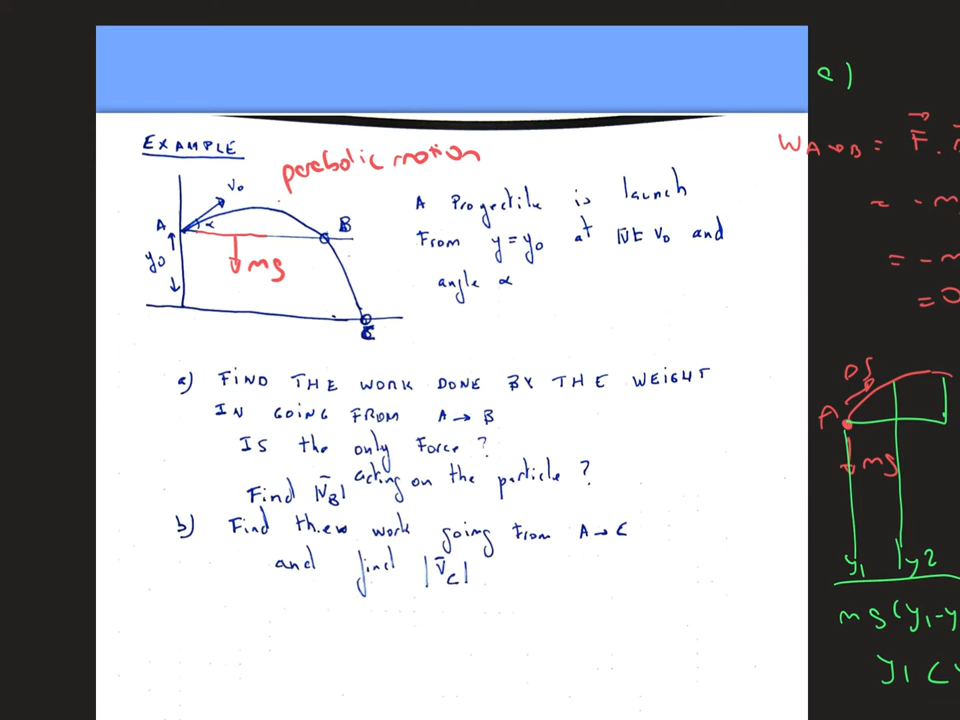 EXAMPLE
parabolic motion
A
v₀
α
B
y₀
mg
C
A Projectile is launch
From y = y₀ at |v̄| v₀ and
angle α
a) FIND THE WORK DONE BY THE WEIGHT
IN GOING FROM A → B
Is the only Force ?
acting on the particle ?
Find |v̄B|
b) Find the work going from A → C
and find |v̄C|
a)
W A→B = F⃗ .
= - m
= - m
= 0
A
DS
mg
y₁
y2
mg(y₁-y
y1 <